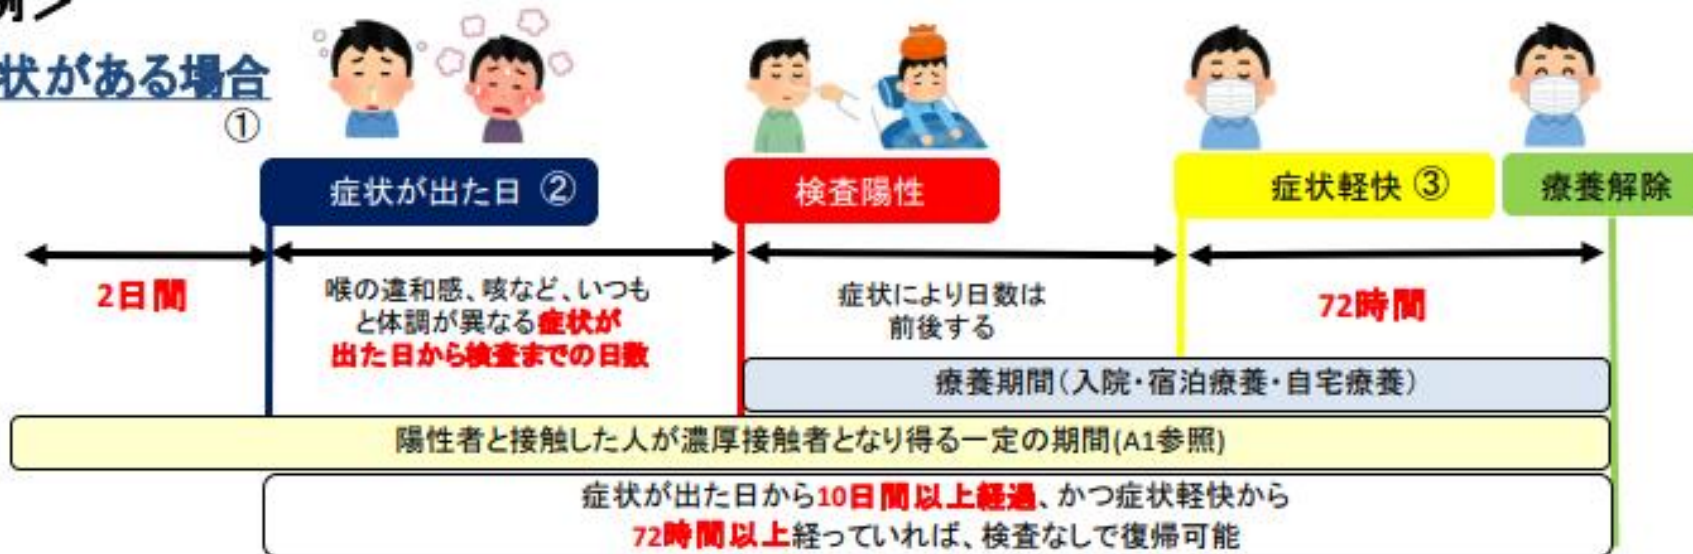 例>
状がある場合
①
症状が出た日 ②
検査陽性
症状軽快 ③
療養解除
2日間
喉の違和感、咳など、いつも
と体調が異なる症状が
出た日から検査までの日数
症状により日数は
前後する
72時間
療養期間(入院・宿泊療養・自宅療養)
陽性者と接触した人が濃厚接触者となり得る一定の期間(A1参照)
症状が出た日から10日間以上経過、かつ症状軽快から
72時間以上経っていれば、検査なしで復帰可能